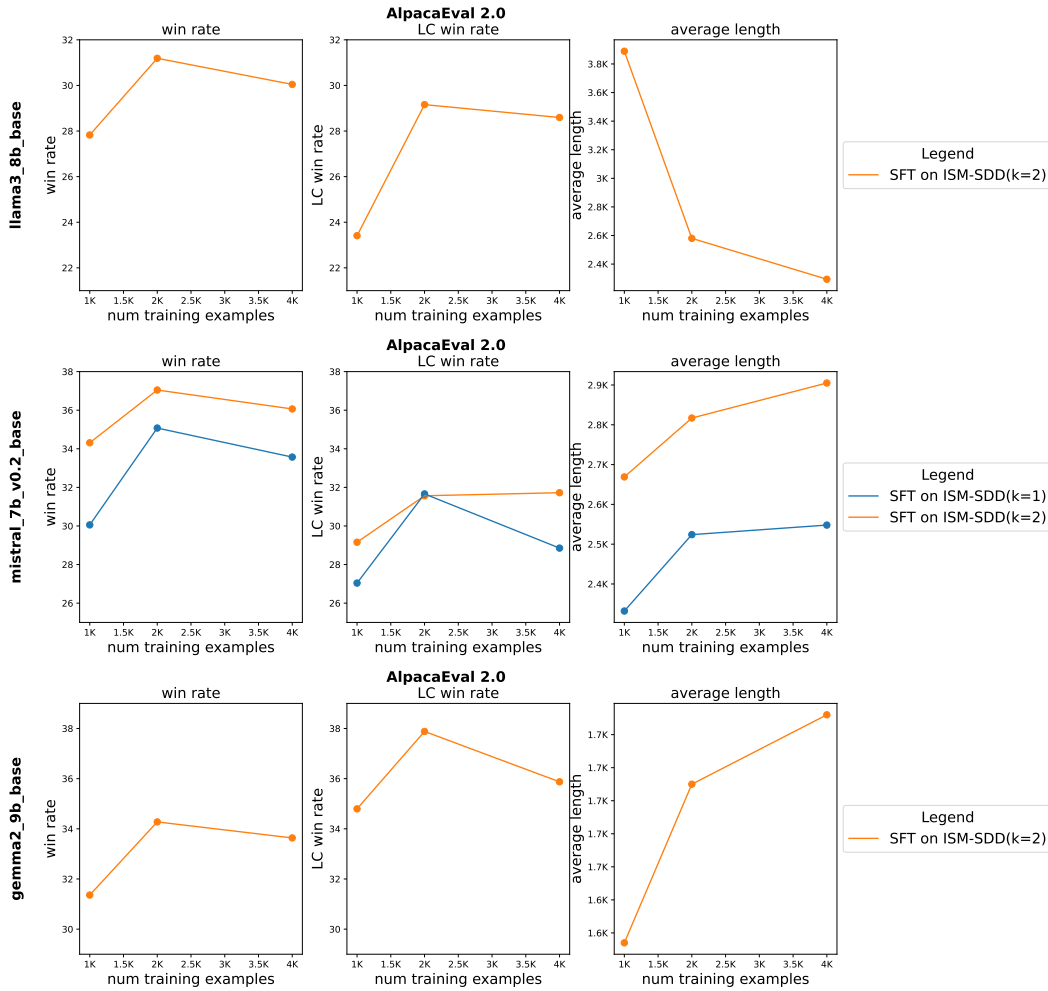 AlpacaEval 2.0
win rate
LC win rate
average length
llama3_8b_base
win rate
32
30
28
26
24
22
1K 1.5K 2K 2.5K 3K 3.5K 4K
num training examples
LC win rate
32
30
28
26
24
22
1K 1.5K 2K 2.5K 3K 3.5K 4K
num training examples
average length
3.8K
3.6K
3.4K
3.2K
3K
2.8K
2.6K
2.4K
1K 1.5K 2K 2.5K 3K 3.5K 4K
num training examples
Legend
SFT on ISM-SDD(k=2)
AlpacaEval 2.0
win rate
LC win rate
average length
mistral_7b_v0.2_base
win rate
38
36
34
32
30
28
26
1K 1.5K 2K 2.5K 3K 3.5K 4K
num training examples
LC win rate
38
36
34
32
30
28
26
1K 1.5K 2K 2.5K 3K 3.5K 4K
num training examples
average length
2.9K
2.8K
2.7K
2.6K
2.5K
2.4K
1K 1.5K 2K 2.5K 3K 3.5K 4K
num training examples
Legend
SFT on ISM-SDD(k=1)
SFT on ISM-SDD(k=2)
AlpacaEval 2.0
win rate
LC win rate
average length
gemma2_9b_base
win rate
38
36
34
32
30
1K 1.5K 2K 2.5K 3K 3.5K 4K
num training examples
LC win rate
38
36
34
32
30
1K 1.5K 2K 2.5K 3K 3.5K 4K
num training examples
average length
1.7K
1.7K
1.7K
1.7K
1.7K
1.6K
1.6K
1K 1.5K 2K 2.5K 3K 3.5K 4K
num training examples
Legend
SFT on ISM-SDD(k=2)